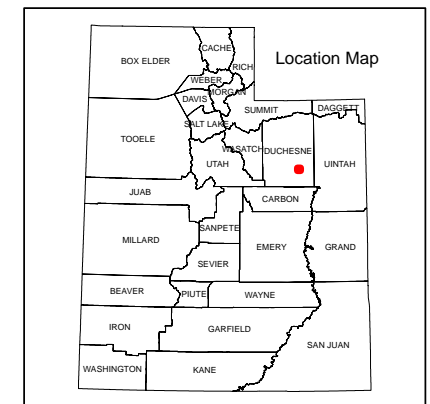 Location Map
CACHE
BOX ELDER
RICH
WEBER
MORGAN
DAVIS
SUMMIT
DAGGETT
SALT LAKE
TOOELE
WASATCH
DUCHESNE
UTAH
UINTAH
JUAB
CARBON
SANPETE
MILLARD
EMERY
GRAND
SEVIER
BEAVER
PIUTE
WAYNE
IRON
GARFIELD
SAN JUAN
WASHINGTON
KANE